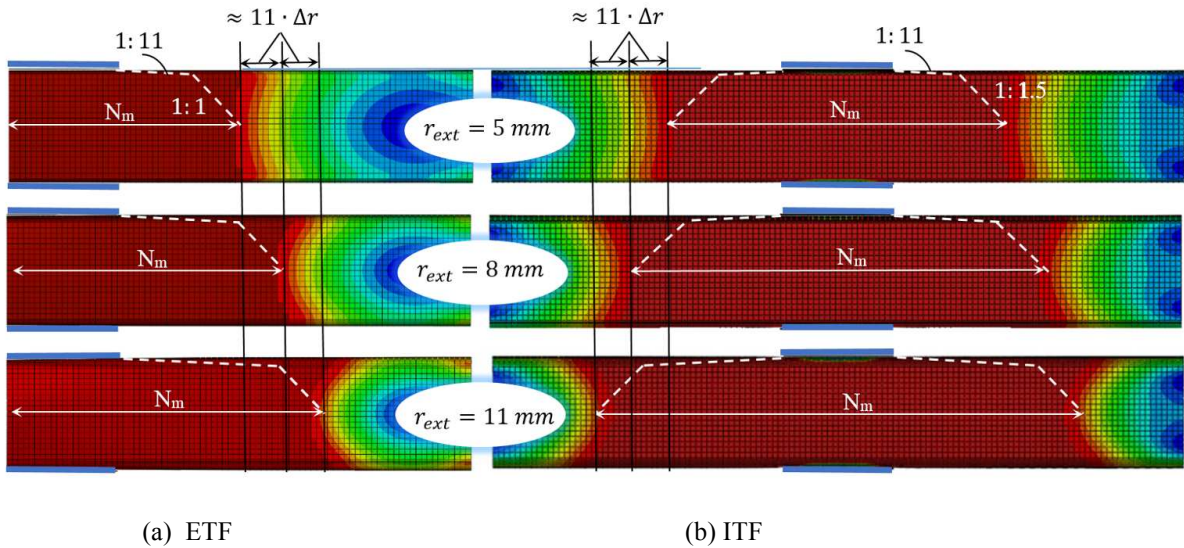 ≈ 11 · Δr
≈ 11 · Δr
1: 11
1: 11
1: 1
1: 1.5
N_m
r_ext = 5 mm
N_m
N_m
r_ext = 8 mm
N_m
N_m
r_ext = 11 mm
N_m
(a) ETF
(b) ITF